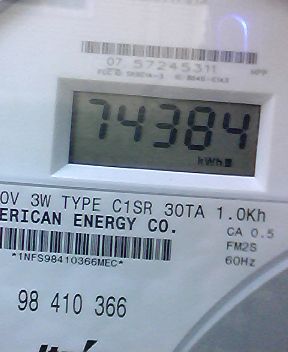 07 57245311
74384
kWh
0V 3W TYPE C1SR 30TA 1.0Kh
ERICAN ENERGY CO.
CA 0.5
FM2S
*1NFS98410366MEC*
60Hz
98 410 366